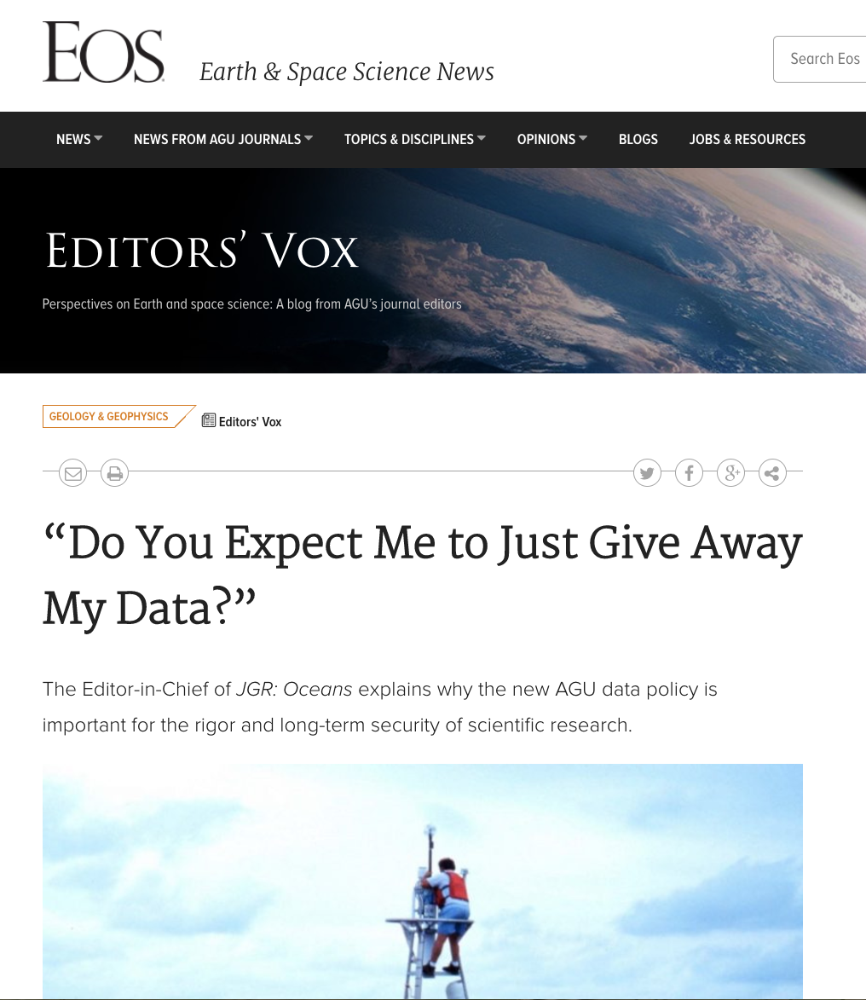 Eos
Earth & Space Science News
Search Eos
NEWS
NEWS FROM AGU JOURNALS
TOPICS & DISCIPLINES
OPINIONS
BLOGS
JOBS & RESOURCES
EDITORS’ VOX
Perspectives on Earth and space science: A blog from AGU’s journal editors
GEOLOGY & GEOPHYSICS
Editors' Vox
“Do You Expect Me to Just Give Away
My Data?”
The Editor-in-Chief of JGR: Oceans explains why the new AGU data policy is
important for the rigor and long-term security of scientific research.